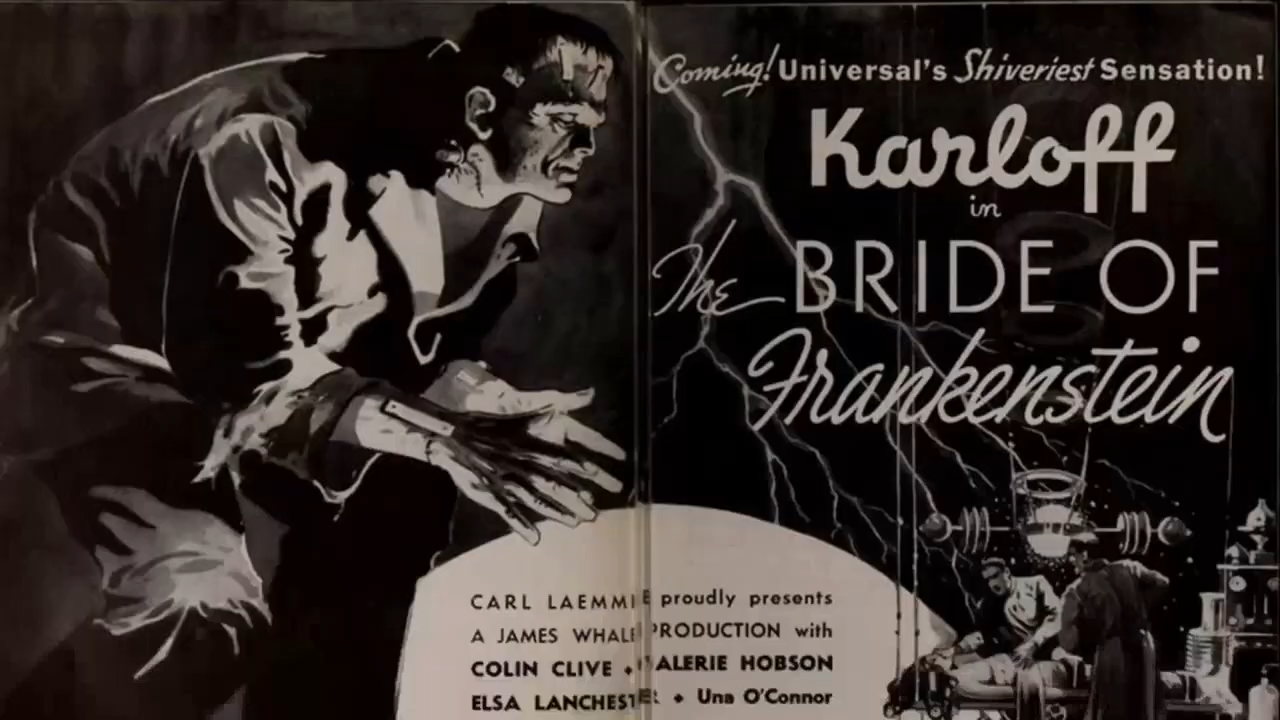 Coming! Universal's Shiveriest Sensation!
Karloff
in
The BRIDE OF
Frankenstein
CARL LAEMMLE proudly presents
A JAMES WHALE PRODUCTION with
COLIN CLIVE • VALERIE HOBSON
ELSA LANCHESTER • Una O'Connor